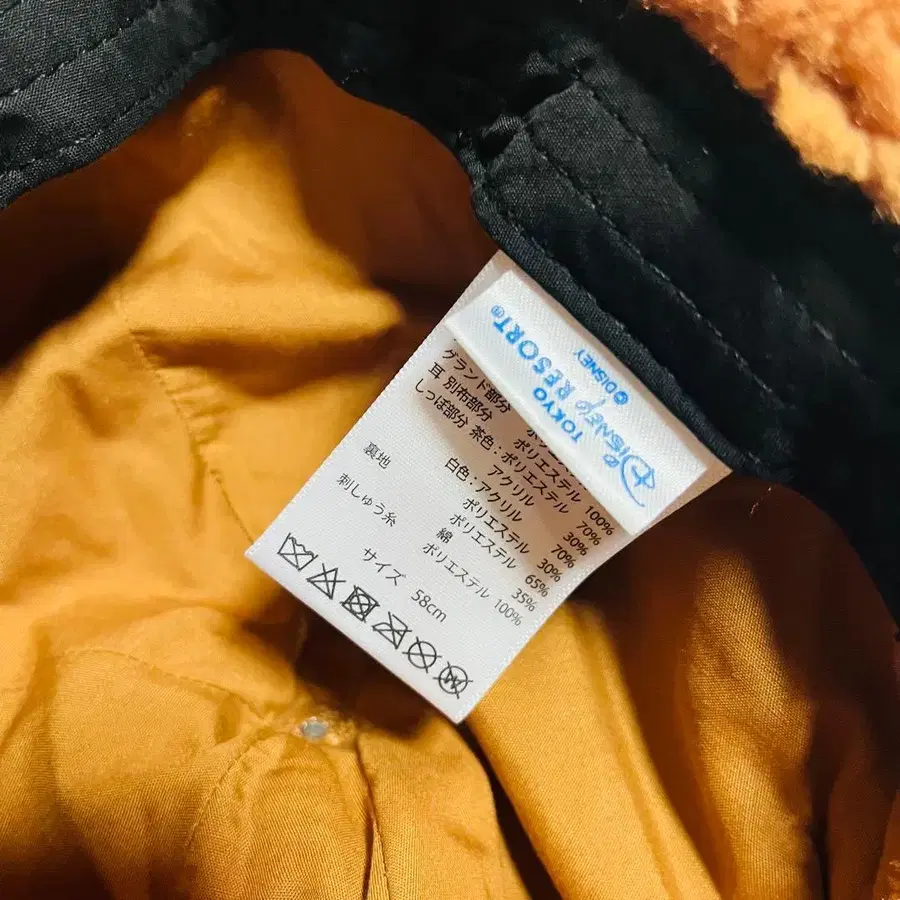 TOKYO
Disney RESORT®
©DISNEY
グランド部分
耳 別布部分 ポリエステル 100%
しっぽ部分 茶色：ポリエステル 70%
アクリル 30%
白色：アクリル 70%
ポリエステル 30%
裏地 ポリエステル 65%
綿 35%
刺しゅう糸 ポリエステル 100%
サイズ 58cm